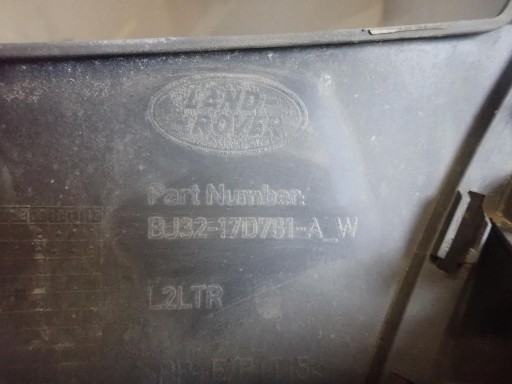 LAND-
ROVER
Part Number:
BJ32-17D781-A_W
L2LTR